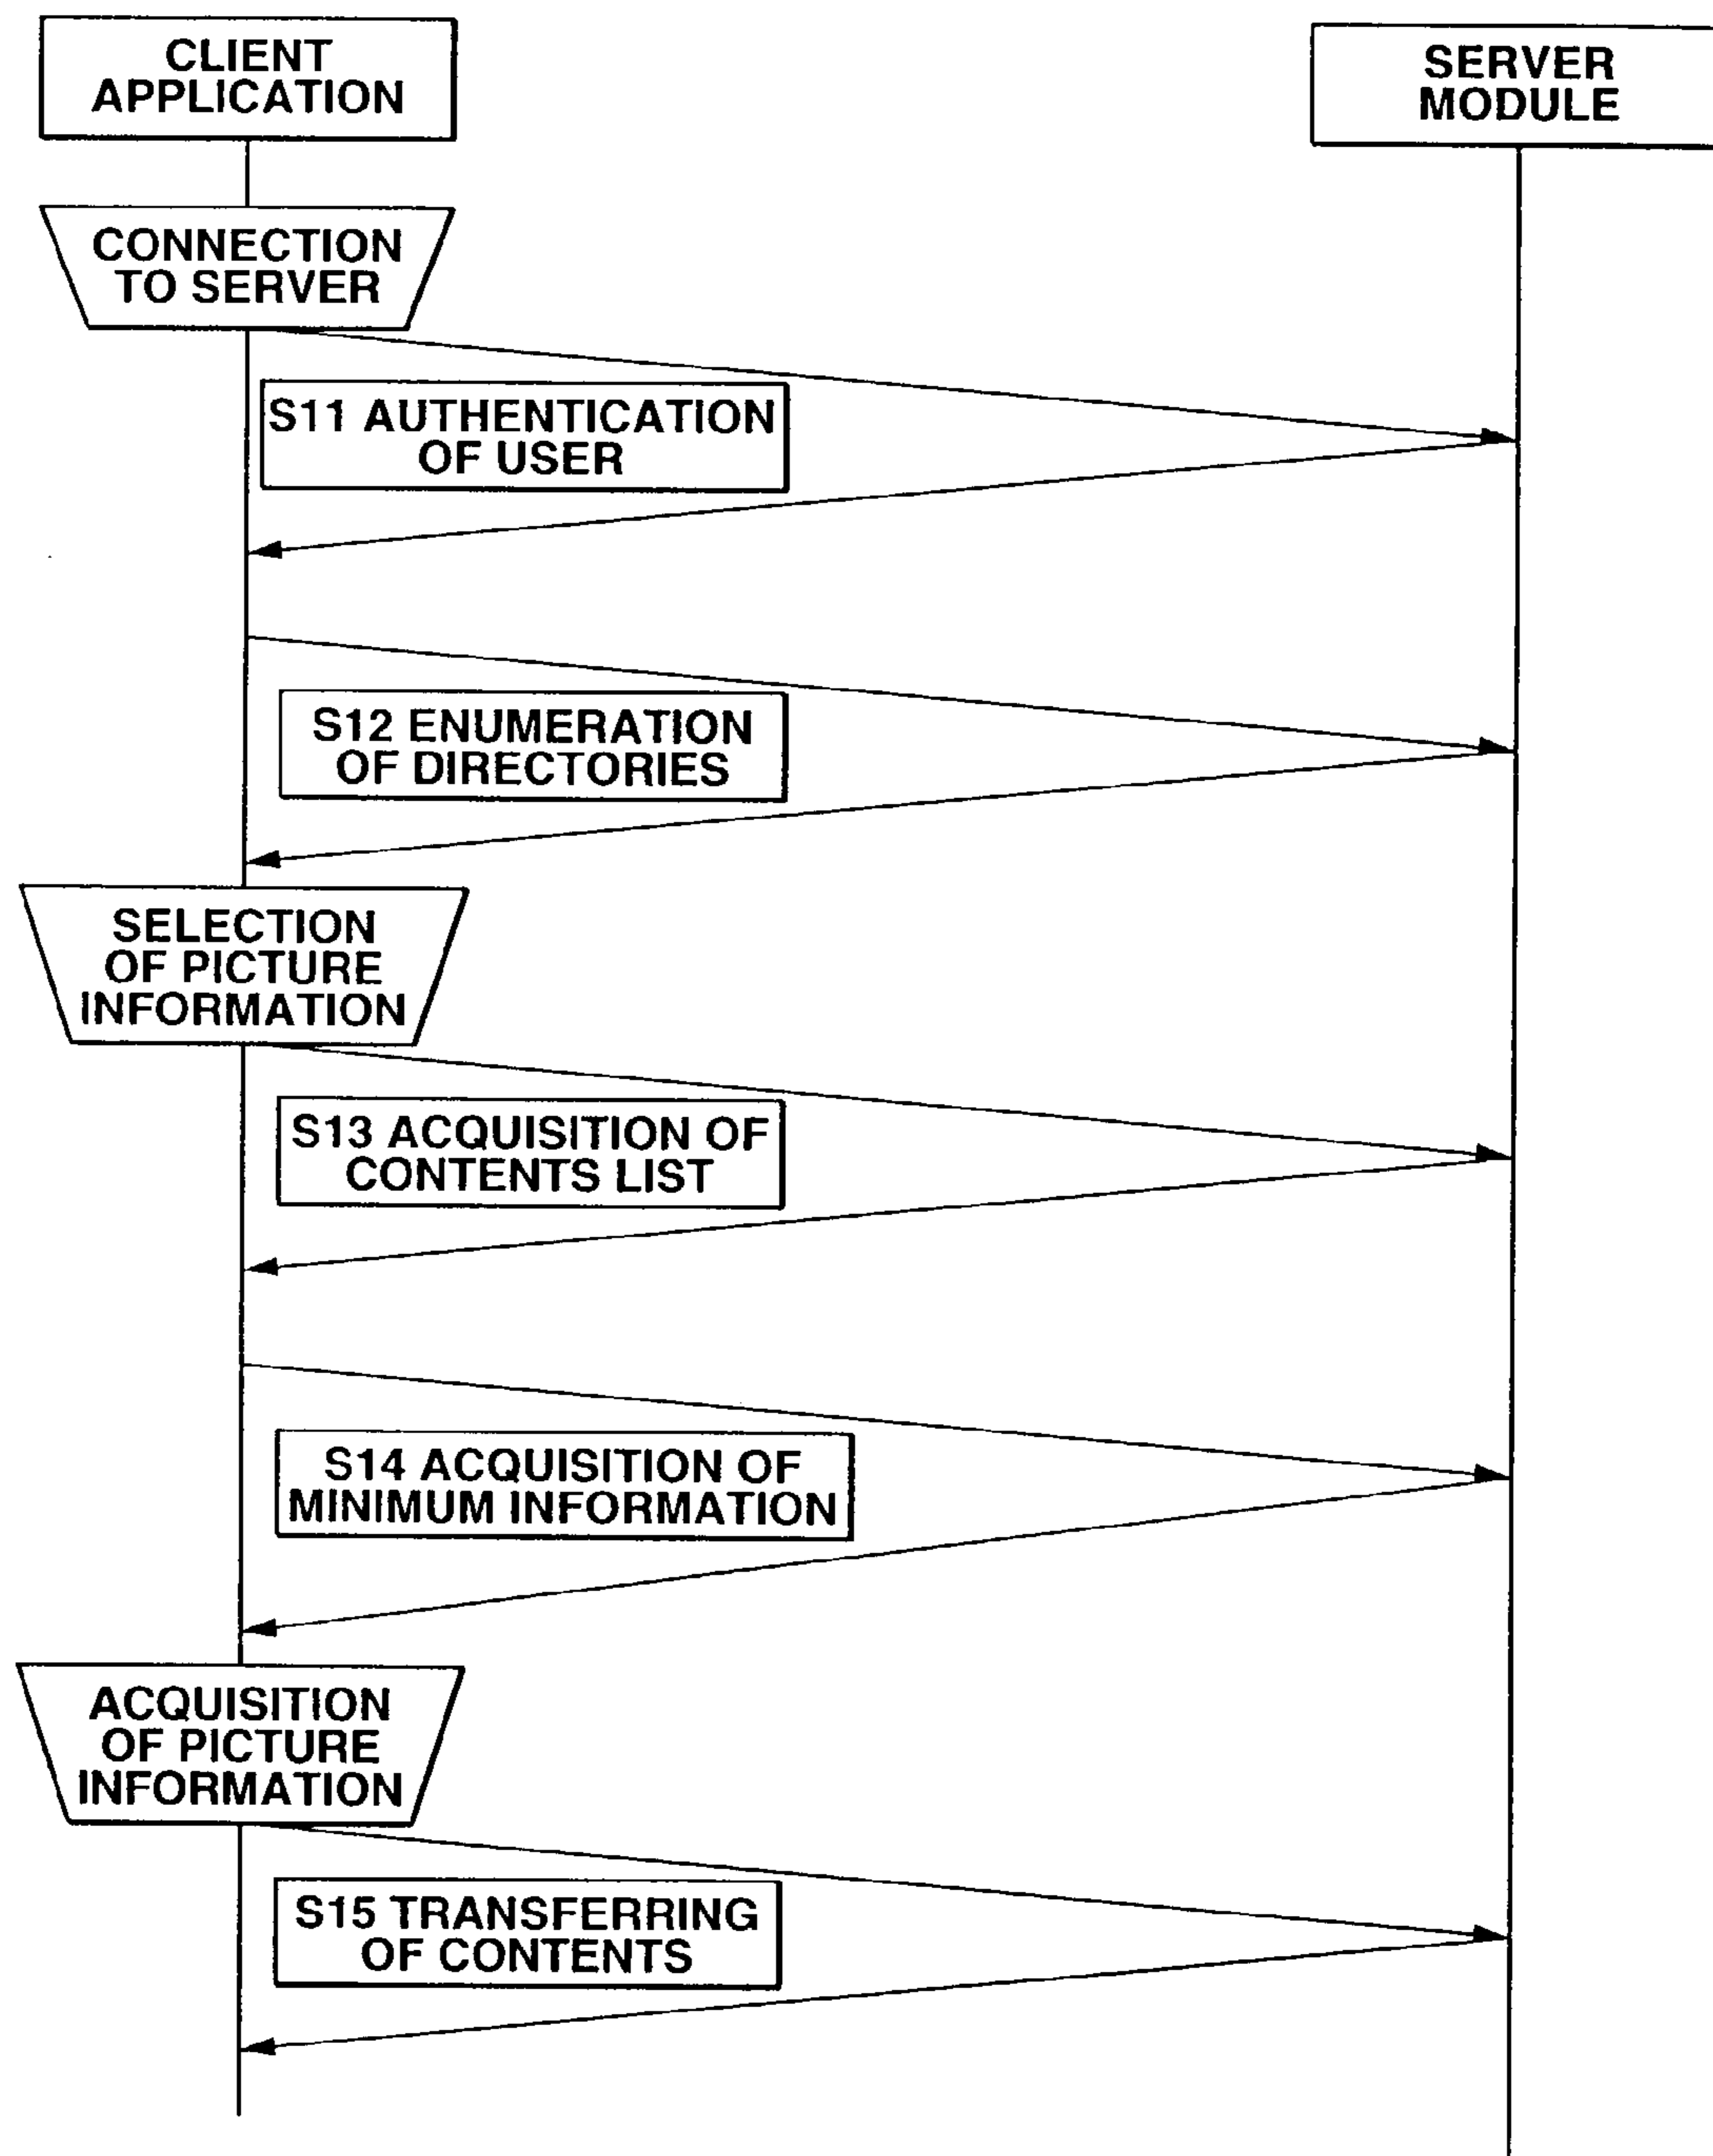 CLIENT
APPLICATION
SERVER
MODULE
CONNECTION
TO SERVER
S11 AUTHENTICATION
OF USER
S12 ENUMERATION
OF DIRECTORIES
SELECTION
OF PICTURE
INFORMATION
S13 ACQUISITION OF
CONTENTS LIST
S14 ACQUISITION OF
MINIMUM INFORMATION
ACQUISITION
OF PICTURE
INFORMATION
S15 TRANSFERRING
OF CONTENTS